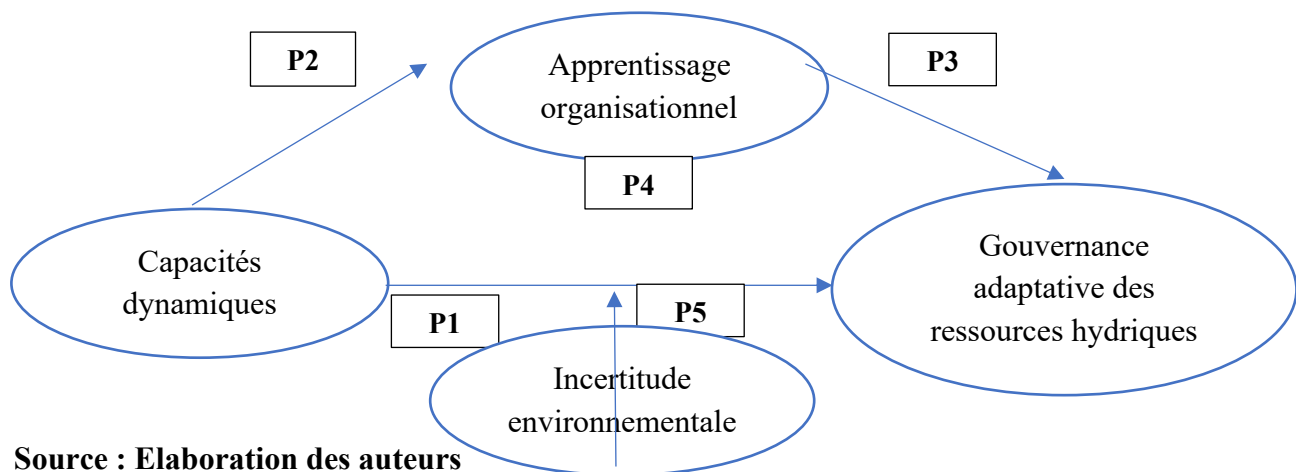 P2
Apprentissage
organisationnel
P3
P4
Capacités
dynamiques
Gouvernance
adaptative des
ressources hydriques
P1
P5
Incertitude
environnementale
Source : Elaboration des auteurs